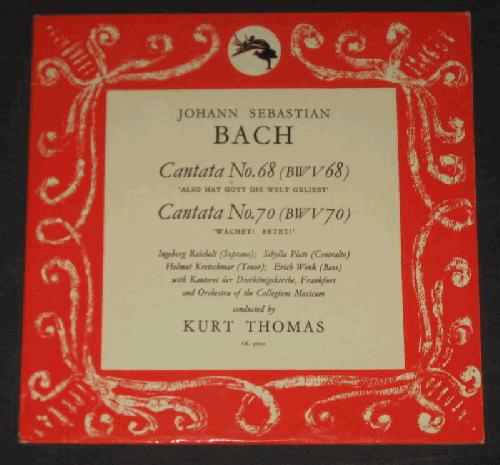 JOHANN SEBASTIAN
BACH
Cantata No.68 (BWV 68)
'ALSO HAT GOTT DIE WELT GELIEBT'
Cantata No.70 (BWV 70)
'WACHET! BETET!'
Ingeborg Reichelt (Soprano); Sibylla Plate (Contralto)
Helmut Kretschmar (Tenor); Erich Wenk (Bass)
with Kantorei der Dreikönigskirche, Frankfurt
and Orchestra of the Collegium Musicum
conducted by
KURT THOMAS
OL